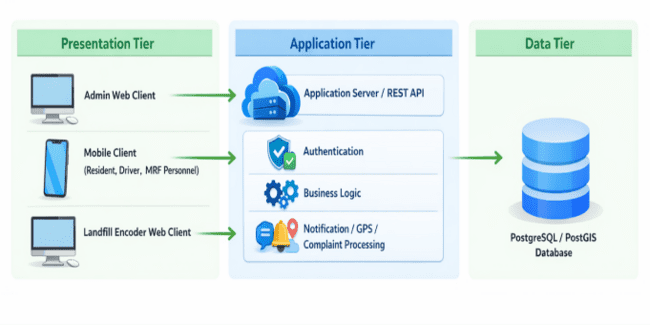 Presentation Tier
Admin Web Client
Mobile Client
(Resident, Driver, MRF Personnel)
Landfill Encoder Web Client
Application Tier
Application Server / REST API
Authentication
Business Logic
Notification / GPS /
Complaint Processing
Data Tier
PostgreSQL / PostGIS
Database